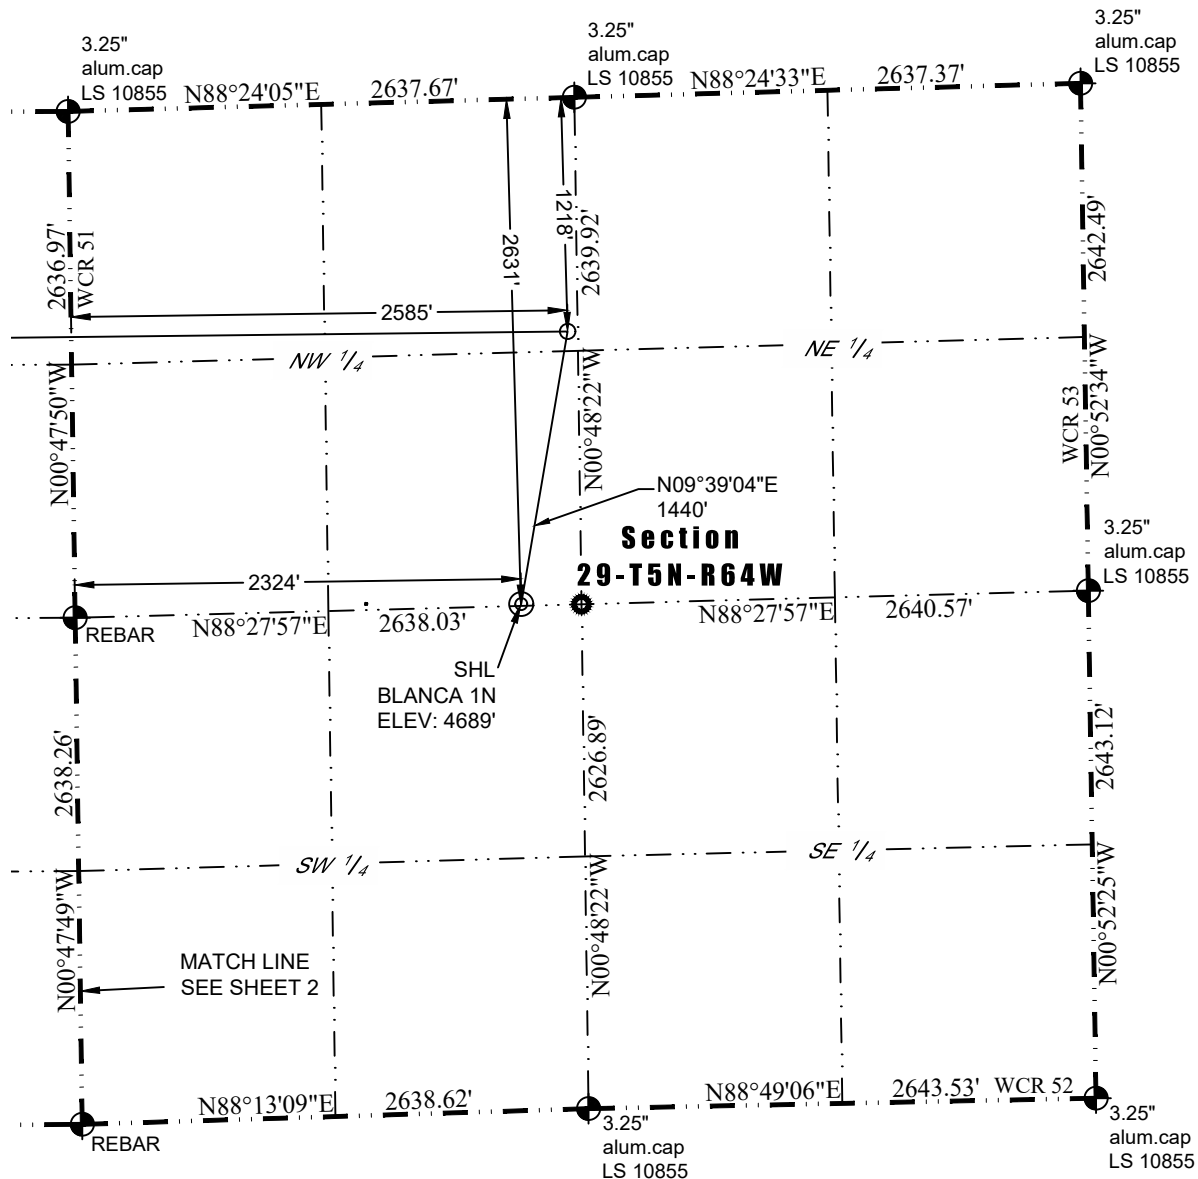 3.25"
alum.cap
LS 10855
3.25"
alum.cap
LS 10855
3.25"
alum.cap
LS 10855
N88°24'05"E
2637.67'
N88°24'33"E
2637.37'
2636.97'
WCR 51
2631'
1218'
2639.92'
2642.49'
2585'
NW 1/4
NE 1/4
N00°47'50"W
N00°48'22"W
WCR 53
N00°52'34"W
N09°39'04"E
1440'
Section
29-T5N-R64W
3.25"
alum.cap
LS 10855
2324'
REBAR
N88°27'57"E
2638.03'
N88°27'57"E
2640.57'
SHL
BLANCA 1N
ELEV: 4689'
2638.26'
2626.89'
2643.12'
SW 1/4
SE 1/4
N00°47'49"W
N00°48'22"W
N00°52'25"W
MATCH LINE
SEE SHEET 2
N88°13'09"E
2638.62'
N88°49'06"E
2643.53'
WCR 52
REBAR
3.25"
alum.cap
LS 10855
3.25"
alum.cap
LS 10855